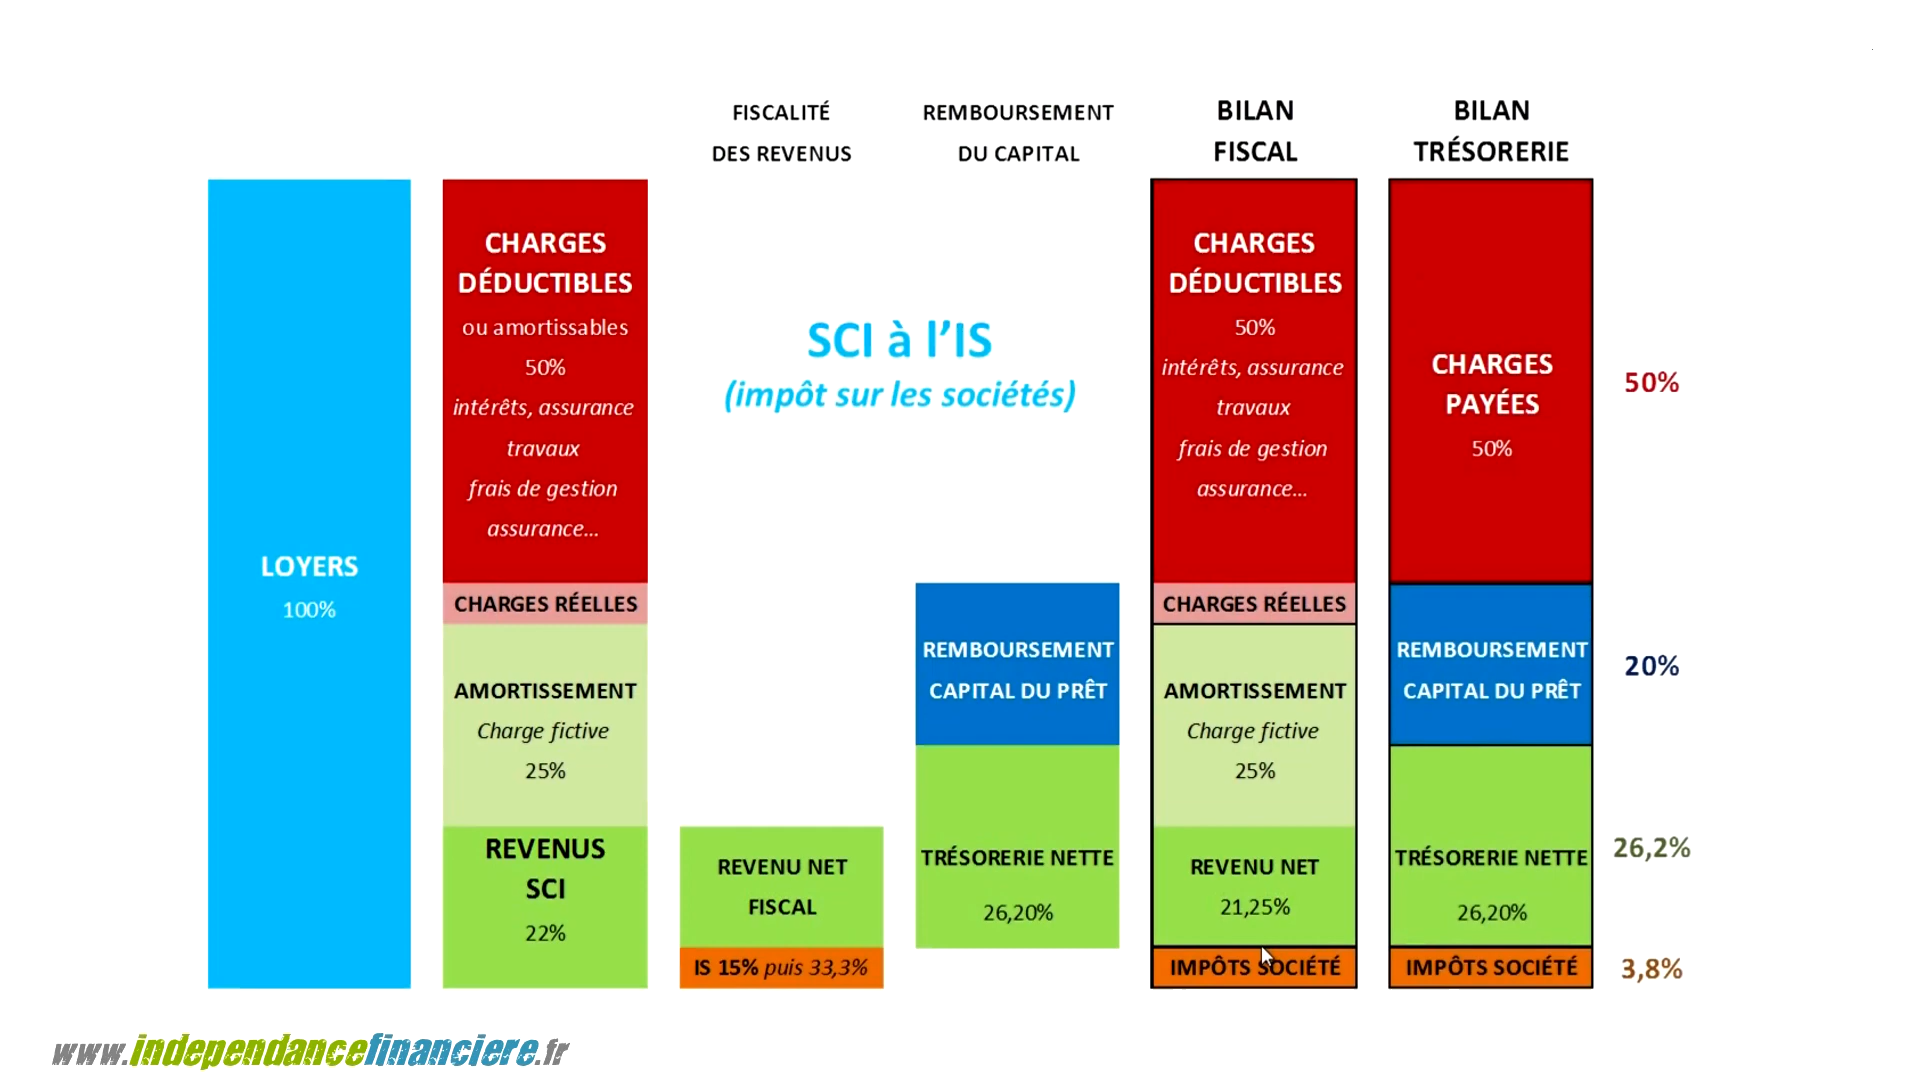 FISCALITÉ
DES REVENUS
REMBOURSEMENT
DU CAPITAL
BILAN
FISCAL
BILAN
TRÉSORERIE
LOYERS
100%
CHARGES
DÉDUCTIBLES
ou amortissables
50%
intérêts, assurance
travaux
frais de gestion
assurance...
CHARGES RÉELLES
AMORTISSEMENT
Charge fictive
25%
REVENUS
SCI
22%
SCI à l'IS
(impôt sur les sociétés)
REVENU NET
FISCAL
IS 15% puis 33,3%
REMBOURSEMENT
CAPITAL DU PRÊT
TRÉSORERIE NETTE
26,20%
CHARGES
DÉDUCTIBLES
50%
intérêts, assurance
travaux
frais de gestion
assurance...
CHARGES RÉELLES
AMORTISSEMENT
Charge fictive
25%
REVENU NET
21,25%
IMPÔTS SOCIÉTÉ
CHARGES
PAYÉES
50%
REMBOURSEMENT
CAPITAL DU PRÊT
TRÉSORERIE NETTE
26,20%
IMPÔTS SOCIÉTÉ
50%
20%
26,2%
3,8%
www.independancefinanciere.fr